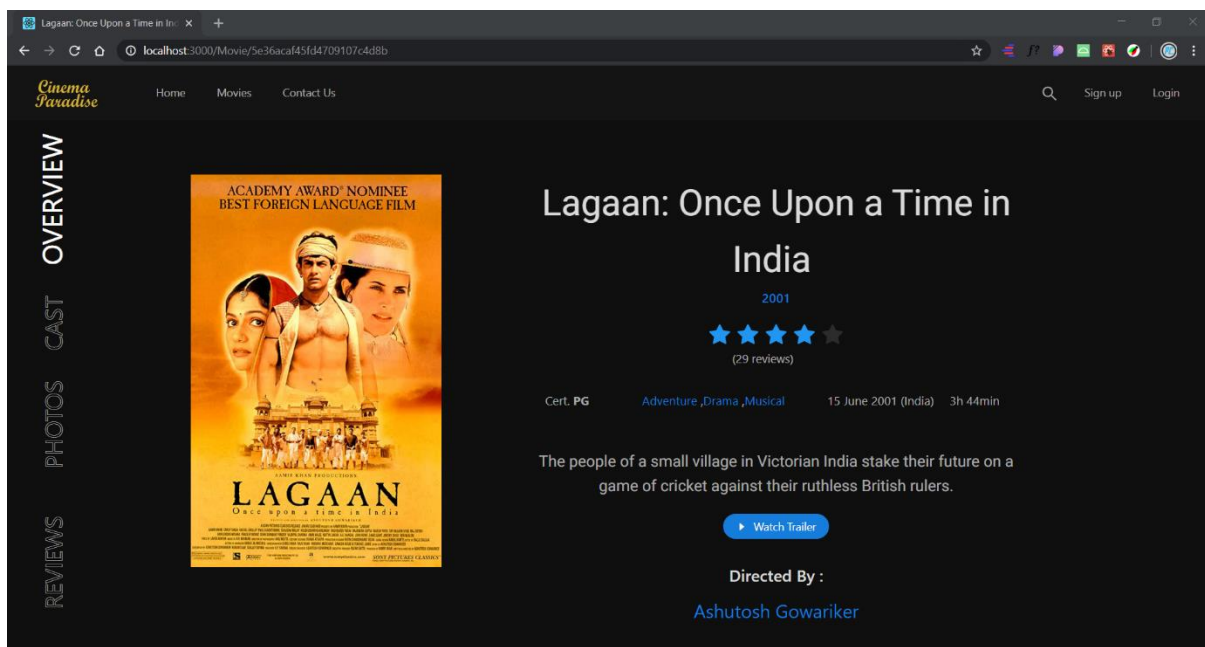 Lagaan: Once Upon a Time in Inc
localhost:3000/Movie/5e36acaf45fd4709107c4d8b
f?
Cinema
Paradise
Home Movies Contact Us
Sign up Login
OVERVIEW
CAST
PHOTOS
REVIEWS
ACADEMY AWARD® NOMINEE
BEST FOREIGN LANGUAGE FILM
LAGAAN
Once upon a time in India
SONY PICTURES CLASSICS
Lagaan: Once Upon a Time in
India
2001
(29 reviews)
Cert. PG Adventure ,Drama ,Musical 15 June 2001 (India) 3h 44min
The people of a small village in Victorian India stake their future on a
game of cricket against their ruthless British rulers.
Watch Trailer
Directed By :
Ashutosh Gowariker